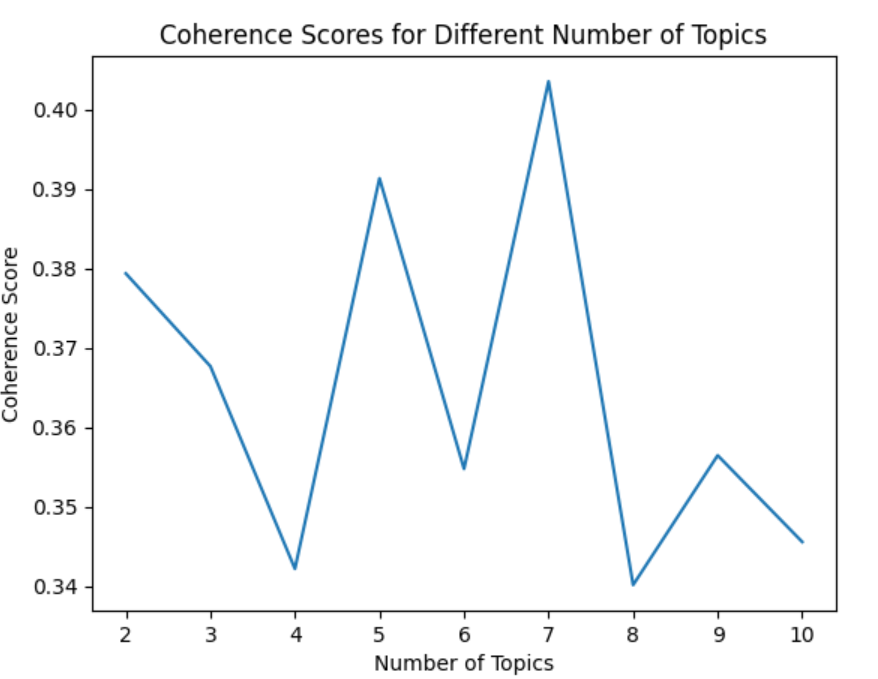 Coherence Scores for Different Number of Topics
0.40
0.39
0.38
0.37
0.36
0.35
0.34
Coherence Score
2 3 4 5 6 7 8 9 10
Number of Topics